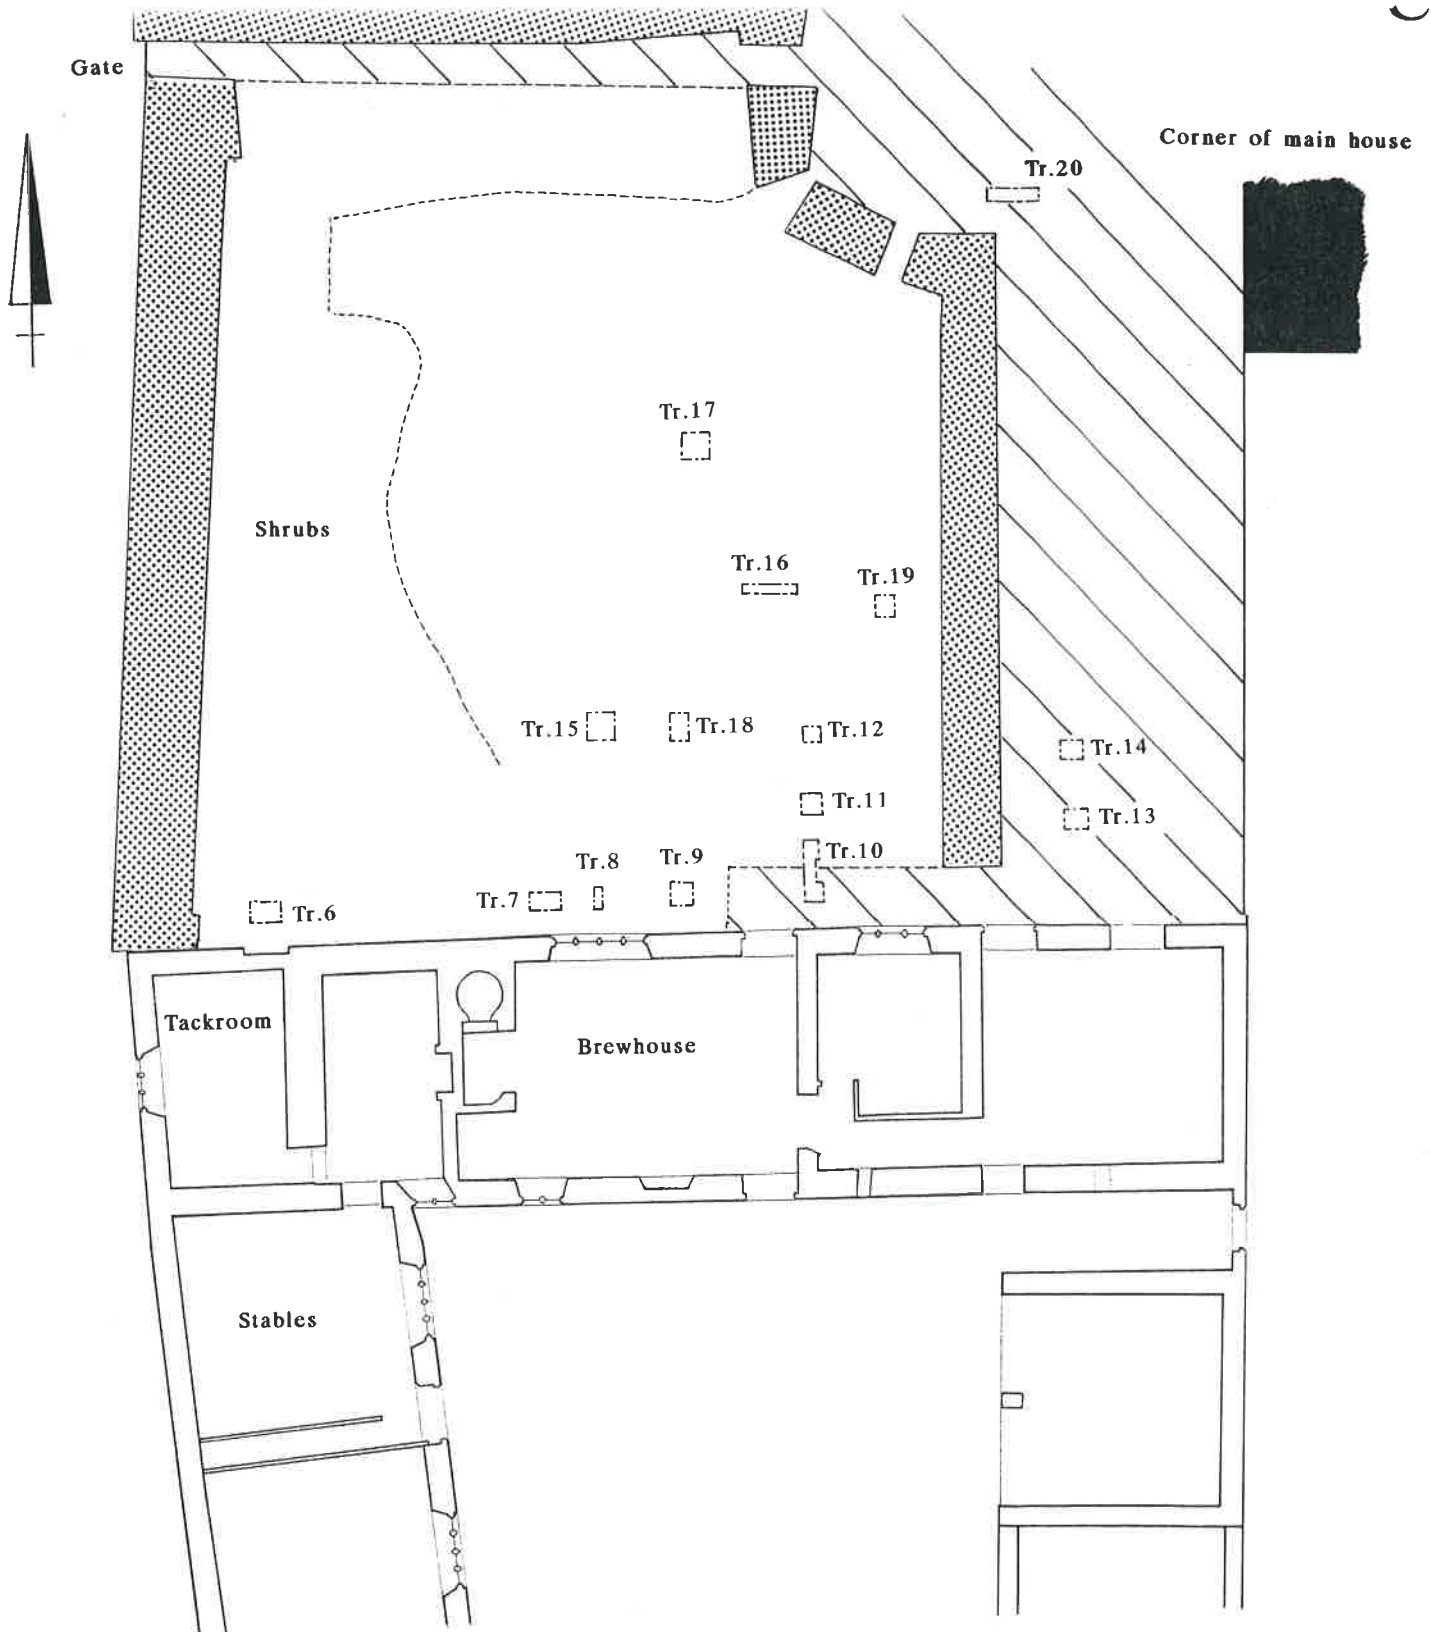 Gate
Corner of main house
Tr.20
Tr.17
Shrubs
Tr.16
Tr.19
Tr.15
Tr.18
Tr.12
Tr.14
Tr.11
Tr.13
Tr.10
Tr.8
Tr.9
Tr.7
Tr.6
Tackroom
Brewhouse
Stables